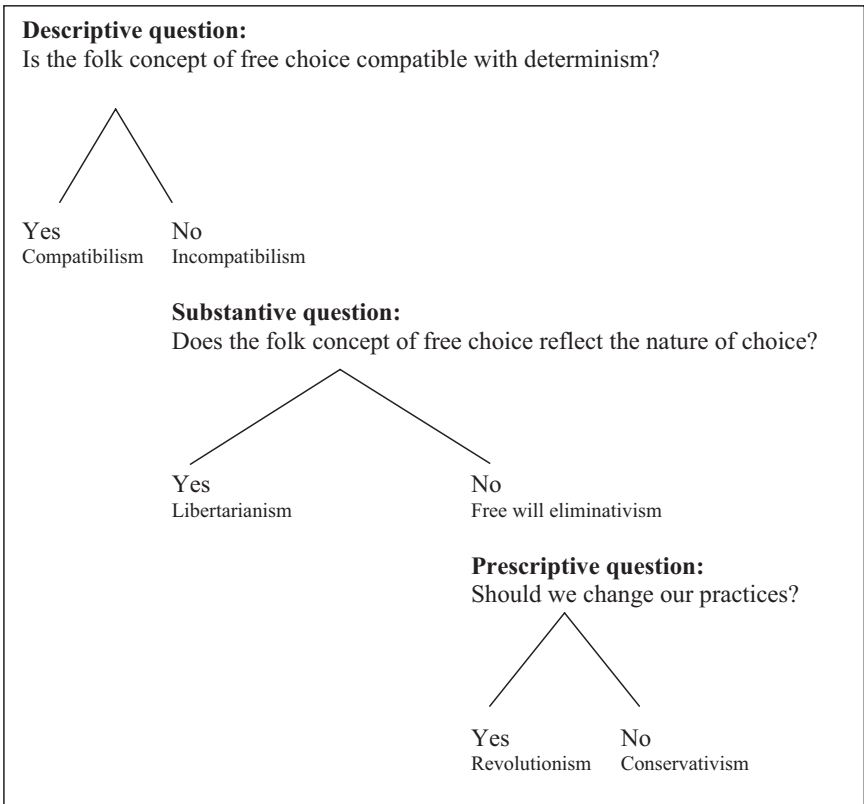 Descriptive question:
Is the folk concept of free choice compatible with determinism?
Yes No
Compatibilism Incompatibilism
Substantive question:
Does the folk concept of free choice reflect the nature of choice?
Yes No
Libertarianism Free will eliminativism
Prescriptive question:
Should we change our practices?
Yes No
Revolutionism Conservativism